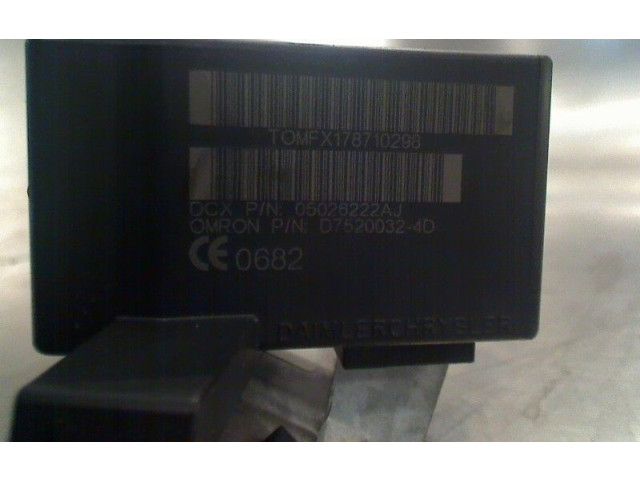 TOMFX178710298
DCX P/N: 05026222AJ
OMRON P/N: D7520032-4D
CE 0682
DAIMLERCHRYSLER